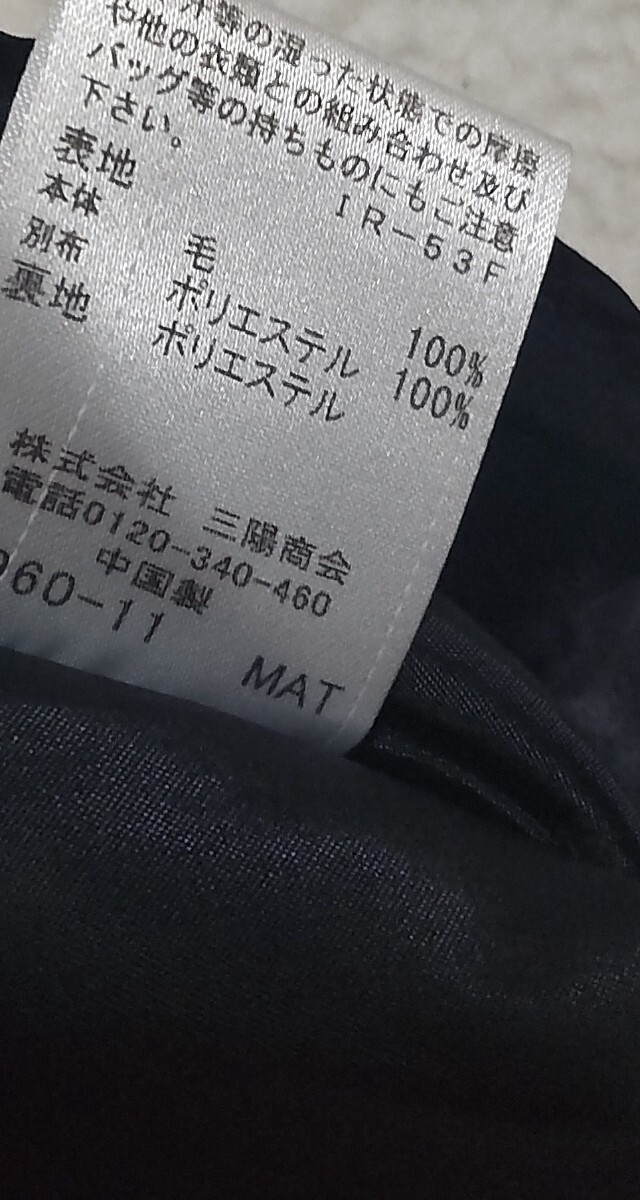 汗等の湿った状態での摩擦
や他の衣類との組み合わせ及び
バッグ等の持ちものにもご注意
下さい。
IR-53F
表地
本体 毛 100%
別布 ポリエステル 100%
裏地 ポリエステル
株式会社 三陽商会
電話0120-340-460
中国製
060-11
MAT